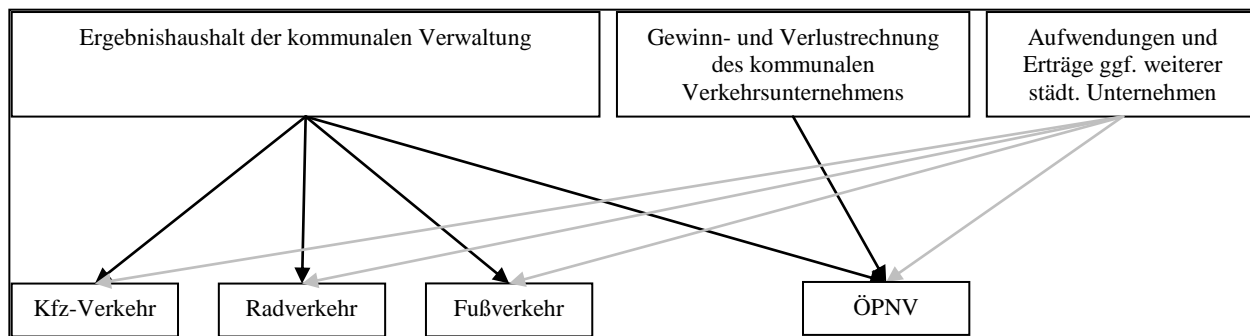 Ergebnishaushalt der kommunalen Verwaltung
Gewinn- und Verlustrechnung
des kommunalen
Verkehrsunternehmens
Aufwendungen und
Erträge ggf. weiterer
städt. Unternehmen
Kfz-Verkehr
Radverkehr
Fußverkehr
ÖPNV